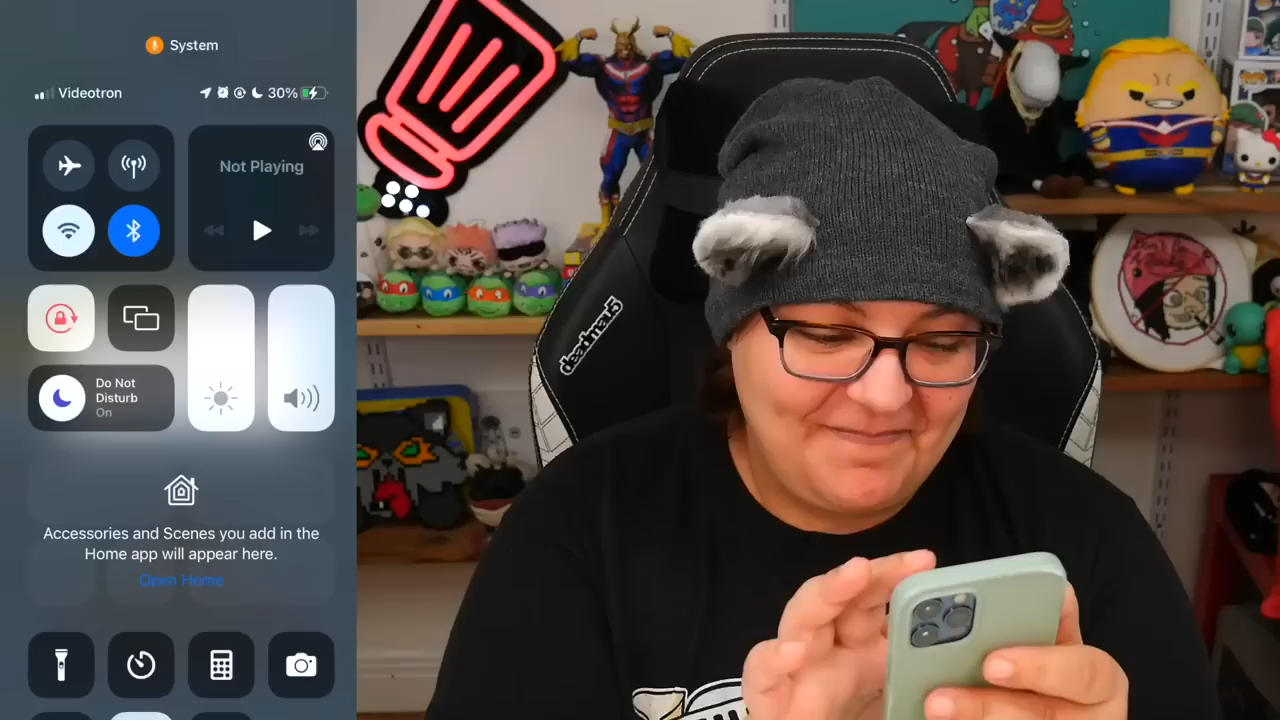 System
Videotron
30%
Not Playing
Do Not
Disturb
On
Accessories and Scenes you add in the
Home app will appear here.
Open Home
deadmau5